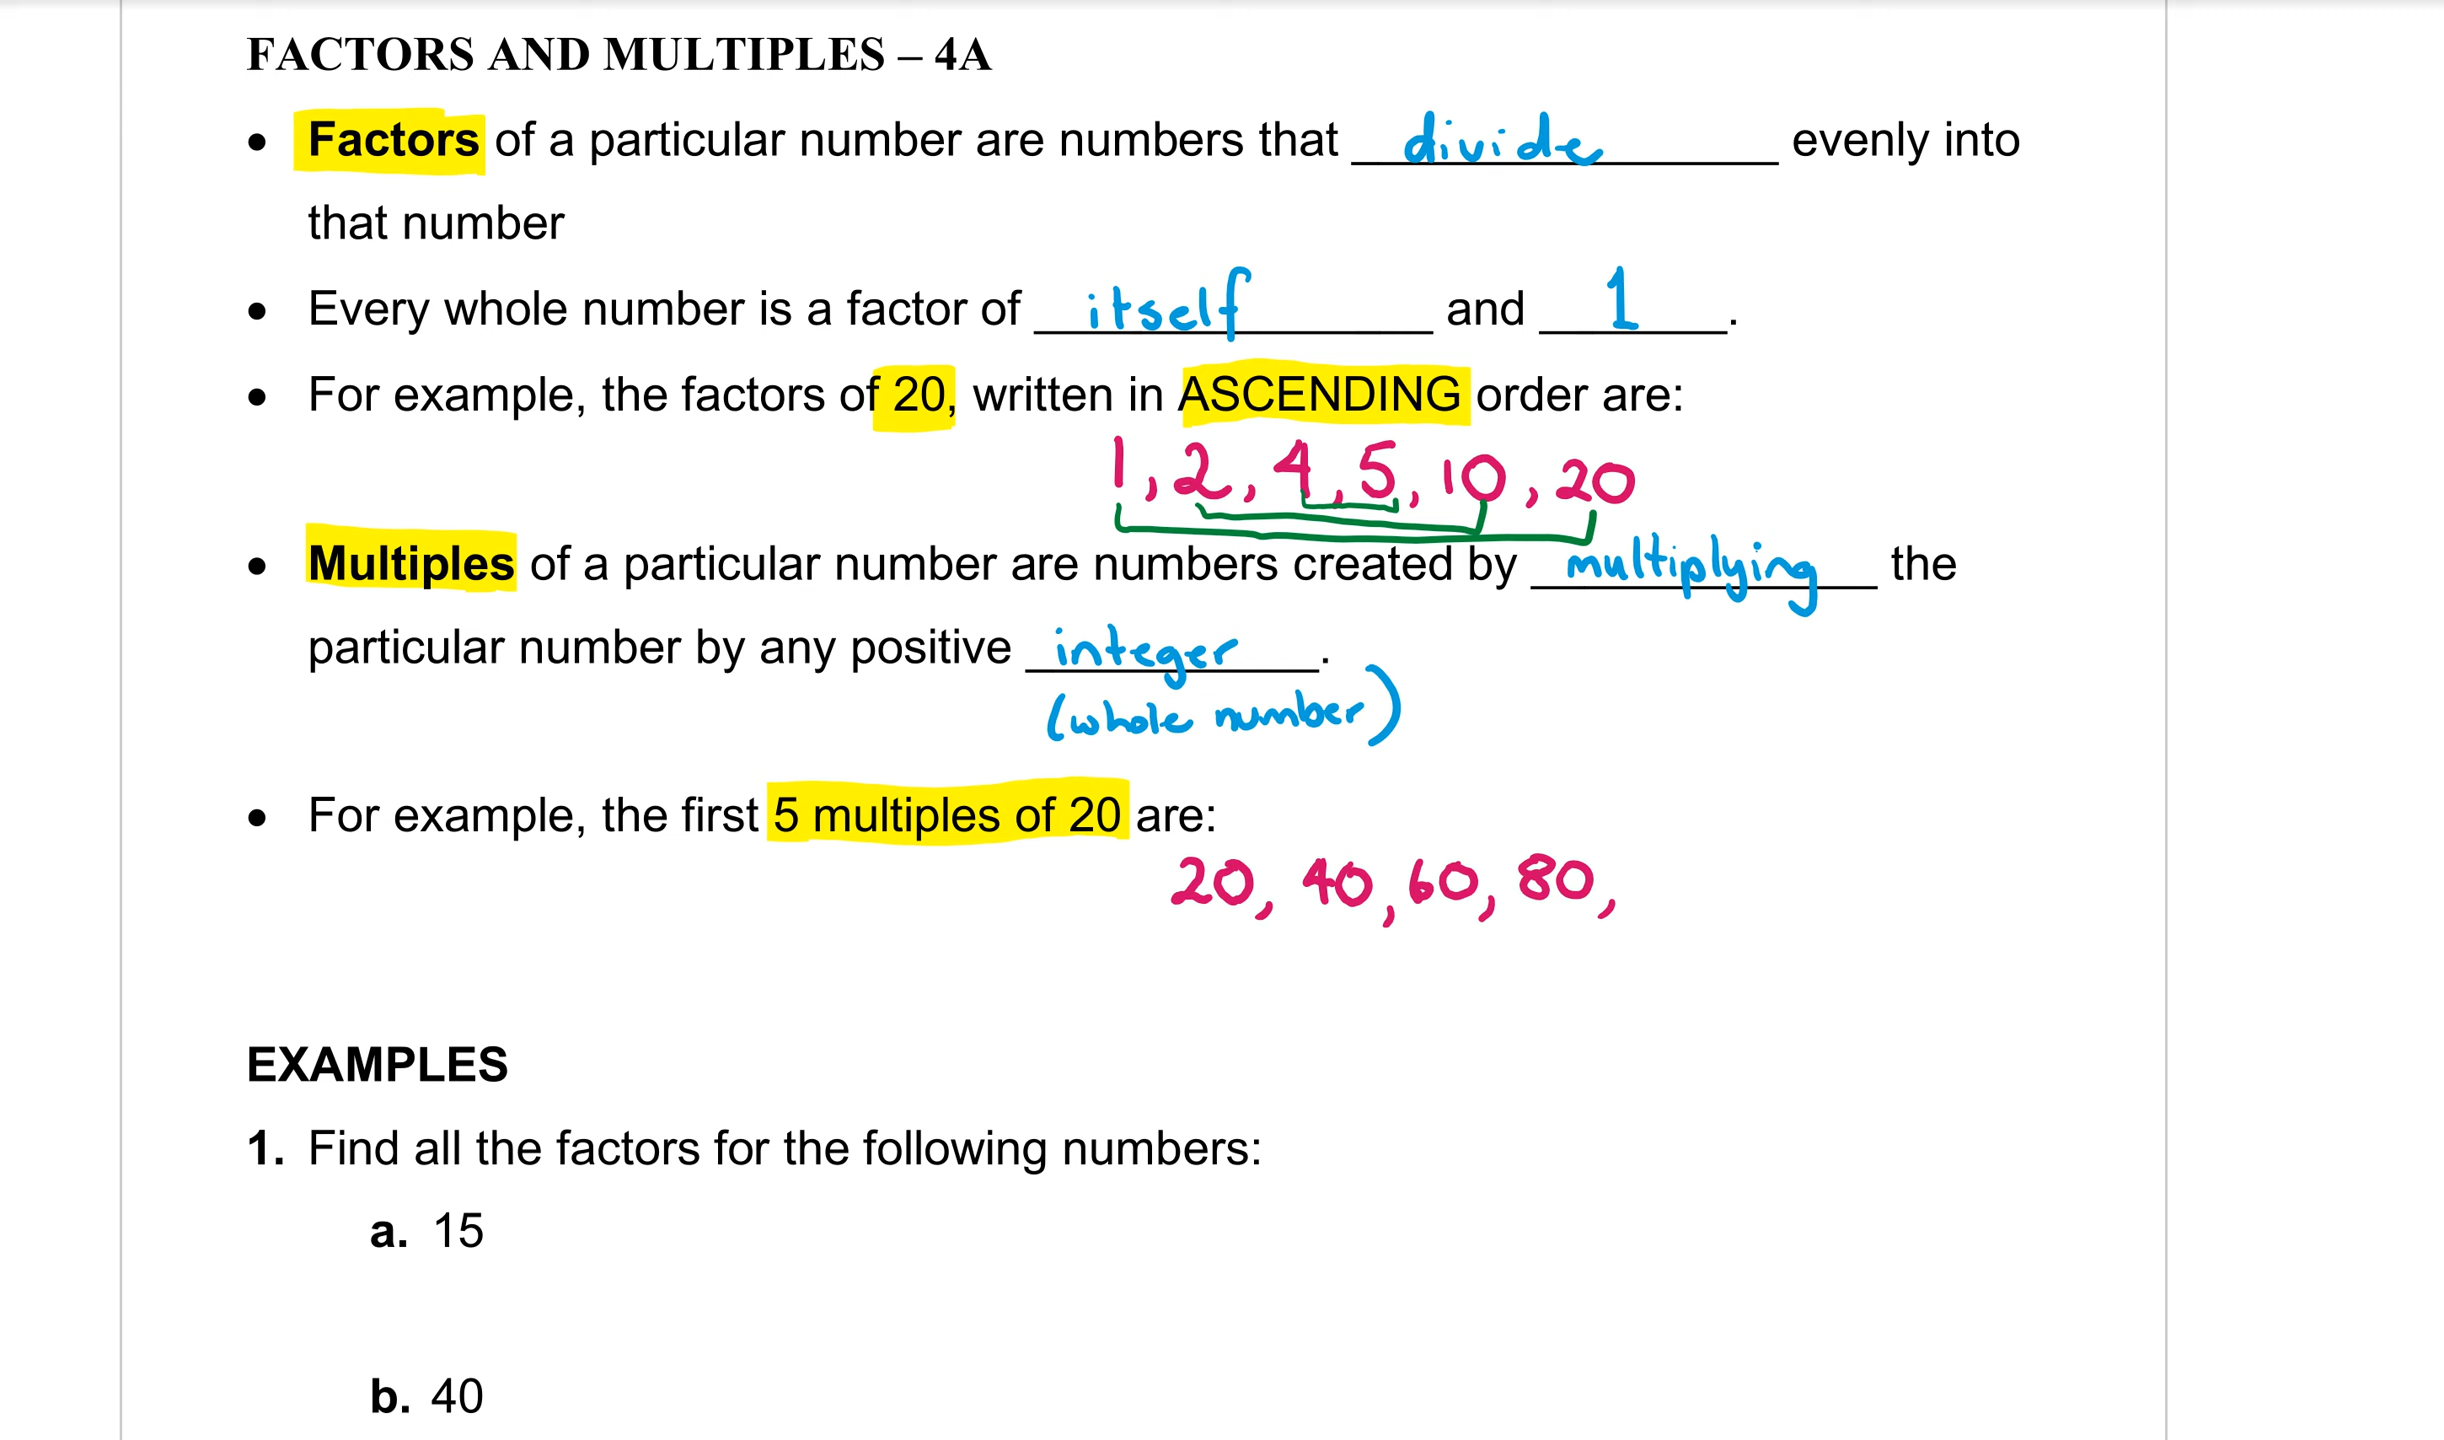 FACTORS AND MULTIPLES – 4A
• Factors of a particular number are numbers that divide evenly into
that number
• Every whole number is a factor of itself and 1.
• For example, the factors of 20, written in ASCENDING order are:
1, 2, 4, 5, 10, 20
• Multiples of a particular number are numbers created by multiplying the
particular number by any positive integer.
(whole number)
• For example, the first 5 multiples of 20 are:
20, 40, 60, 80,
EXAMPLES
1. Find all the factors for the following numbers:
a. 15
b. 40